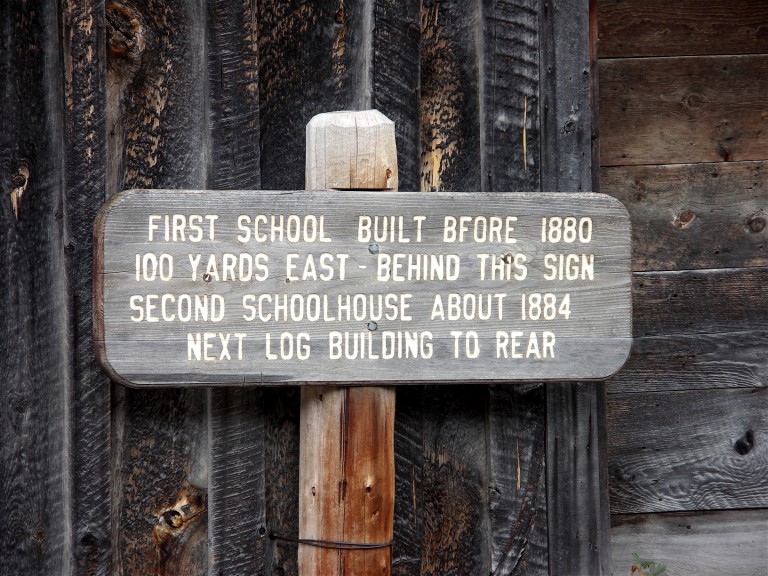 FIRST SCHOOL BUILT BFORE 1880
100 YARDS EAST - BEHIND THIS SIGN
SECOND SCHOOLHOUSE ABOUT 1884
NEXT LOG BUILDING TO REAR